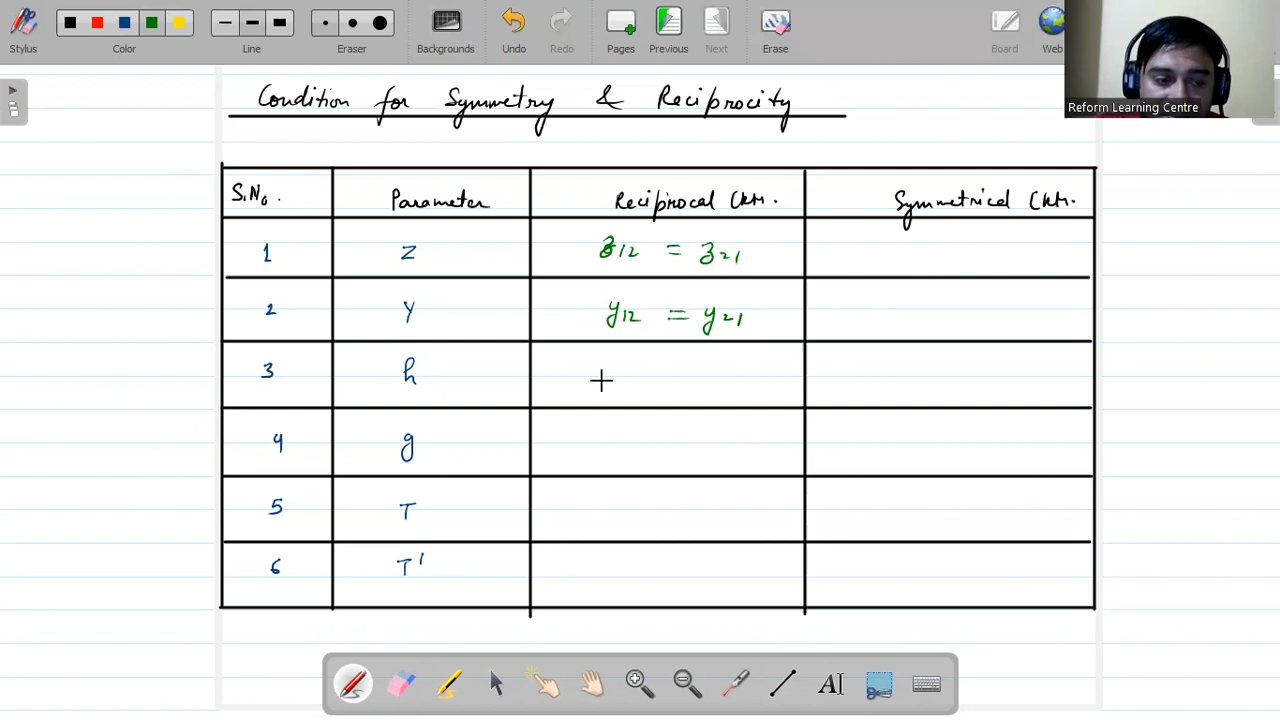 Stylus
Color
Line
Eraser
Backgrounds
Undo
Redo
Pages
Previous
Next
Erase
Board
Web
Reform Learning Centre
Condition for Symmetry & Reciprocity
S.No. Parameter Reciprocal Ckt. Symmetrical Ckt.
1 Z z12 = z21
2 Y y12 = y21
3 h
4 g
5 T
6 T'
AI